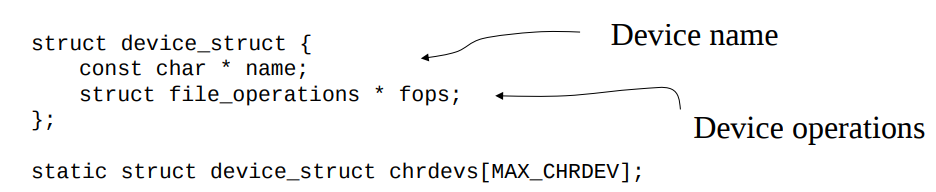 struct device_struct {
const char * name;
struct file_operations * fops;
};
static struct device_struct chrdevs[MAX_CHRDEV];
Device name
Device operations